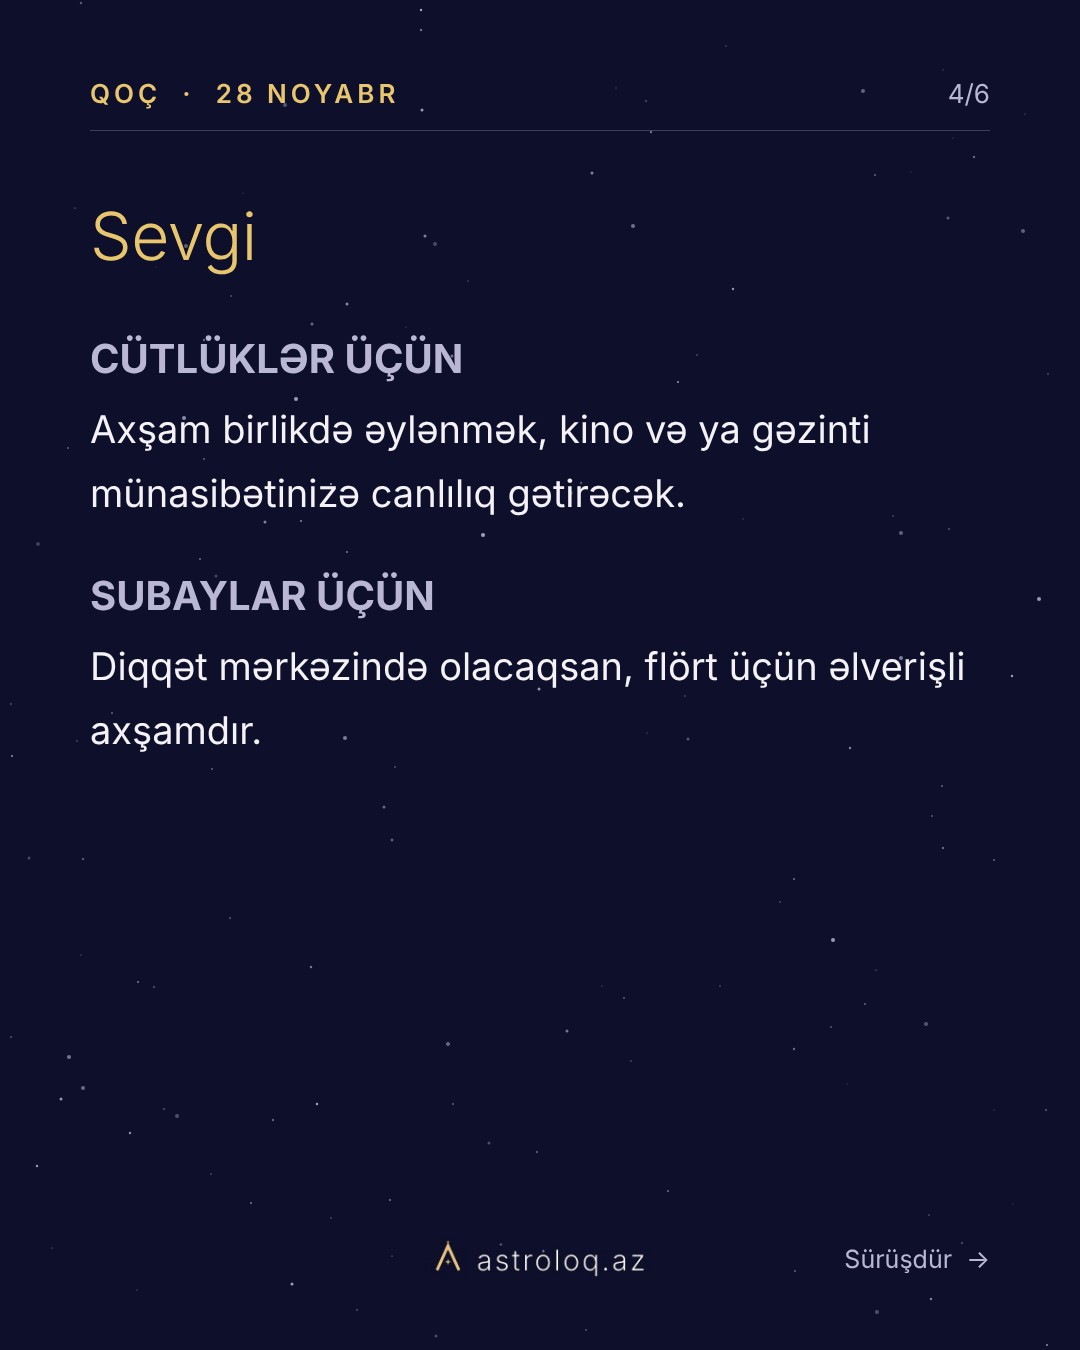 QOÇ · 28 NOYABR 4/6
Sevgi
CÜTLÜKLƏR ÜÇÜN
Axşam birlikdə əylənmək, kino və ya gəzinti
münasibətinizə canlılıq gətirəcək.
SUBAYLAR ÜÇÜN
Diqqət mərkəzində olacaqsan, flört üçün əlverişli
axşamdır.
astroloq.az Sürüşdür →